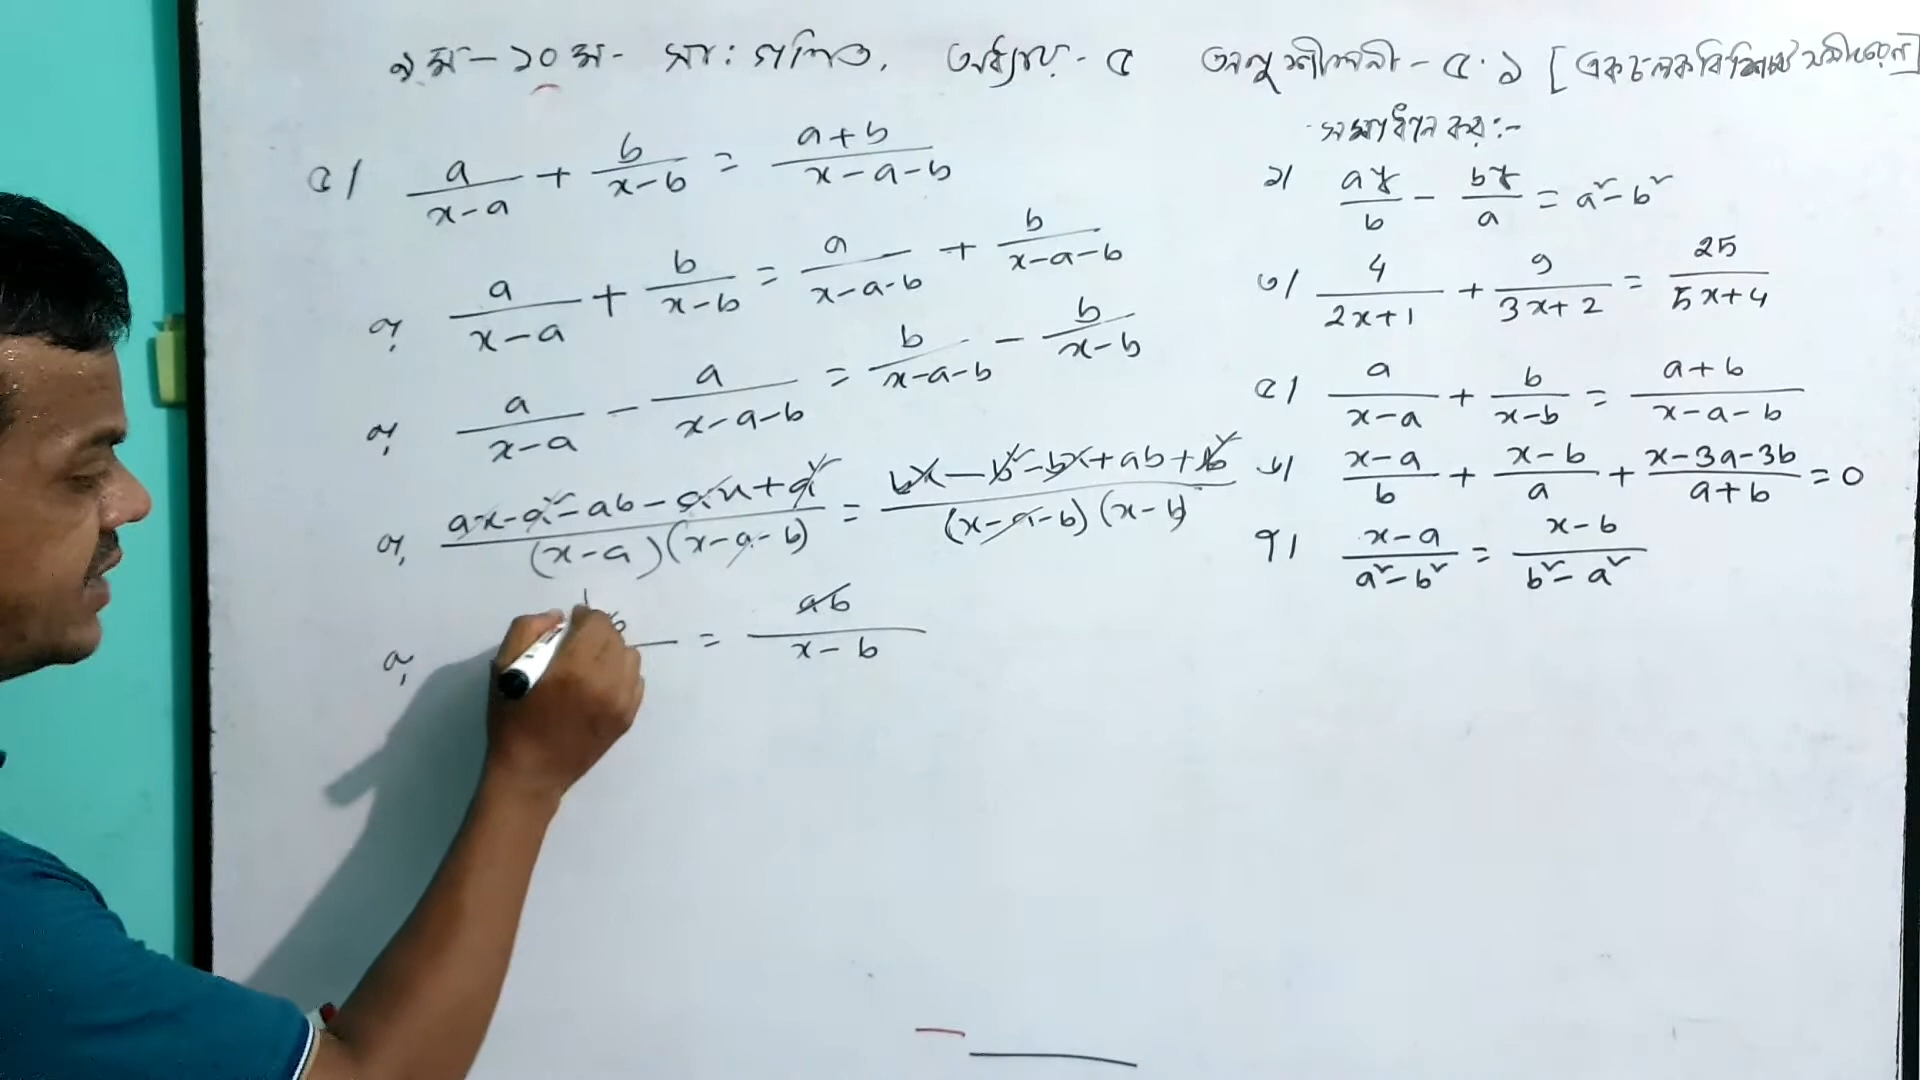 ৯ম-১০ম- সা: গণিত, অধ্যায়-৫ অনুশীলনী-৫.১ [একচলকবিশিষ্ট সমীকরণ]
৫। a/(x-a) + b/(x-b) = (a+b)/(x-a-b)
বা, a/(x-a) + b/(x-b) = a/(x-a-b) + b/(x-a-b)
বা, a/(x-a) - a/(x-a-b) = b/(x-a-b) - b/(x-b)
বা, (ax-a²-ab-ax+a²)/((x-a)(x-a-b)) = (bx-b²-bx+ab+b²)/((x-a-b)(x-b))
বা, = ab/(x-b)
সমাধান কর:-
২। ay/b - by/a = a²-b²
৩। 4/(2x+1) + 9/(3x+2) = 25/(5x+4)
৫। a/(x-a) + b/(x-b) = (a+b)/(x-a-b)
৬। (x-a)/b + (x-b)/a + (x-3a-3b)/(a+b) = 0
৭। (x-a)/(a²-b²) = (x-b)/(b²-a²)